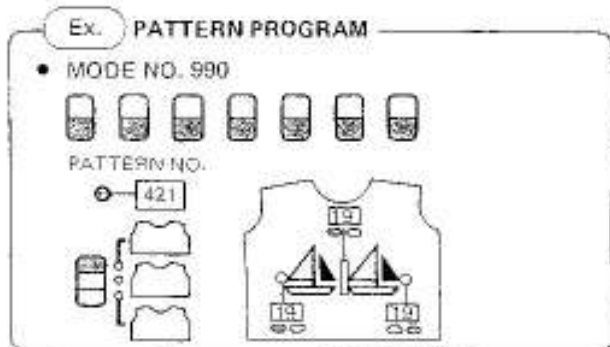 Ex. PATTERN PROGRAM
• MODE NO. 990
PATTERN NO.
421
19
19 19